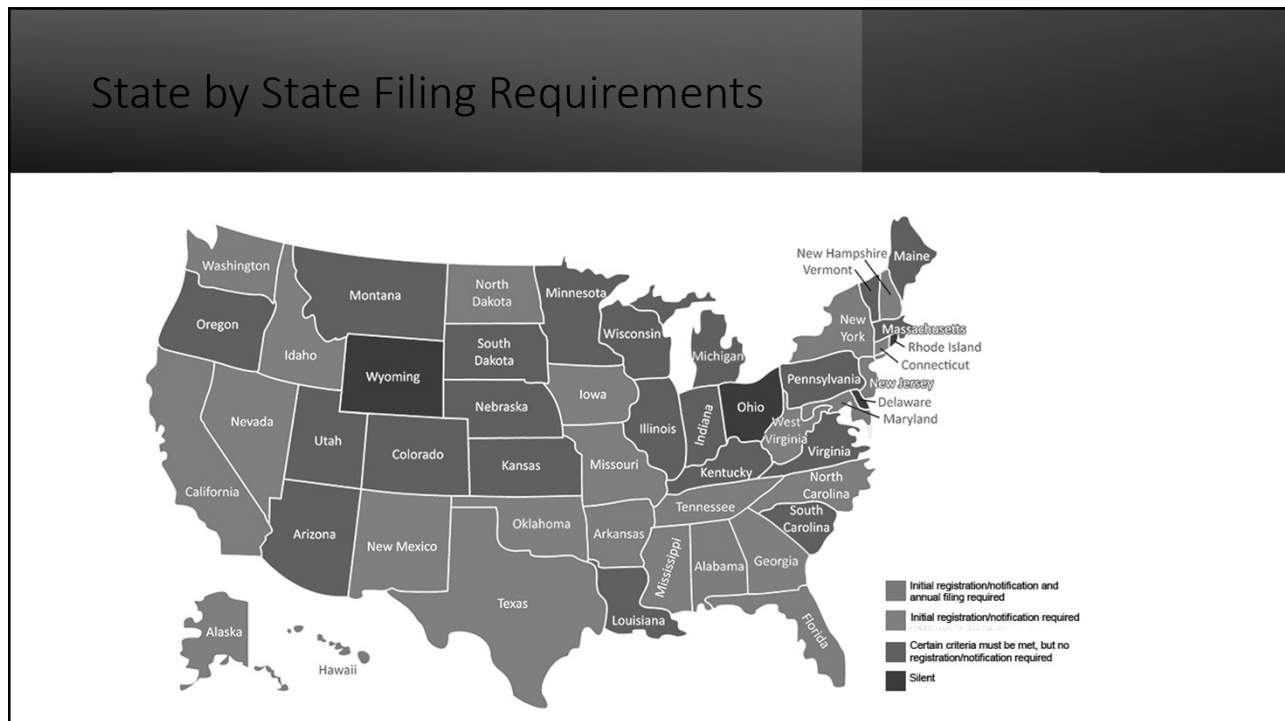 State by State Filing Requirements
Washington
Montana
North
Dakota
Minnesota
New Hampshire
Vermont
Maine
Oregon
Idaho
Wyoming
South
Dakota
Wisconsin
Michigan
New
York
Massachusetts
Rhode Island
Connecticut
New Jersey
Delaware
Maryland
Nevada
Utah
Colorado
Nebraska
Iowa
Illinois
Indiana
Ohio
Pennsylvania
West
Virginia
Virginia
California
Arizona
New Mexico
Kansas
Missouri
Kentucky
Tennessee
North
Carolina
South
Carolina
Oklahoma
Arkansas
Texas
Louisiana
Mississippi
Alabama
Georgia
Florida
Alaska
Hawaii
Initial registration/notification and
annual filing required
Initial registration/notification required
Certain criteria must be met, but no
registration/notification required
Silent